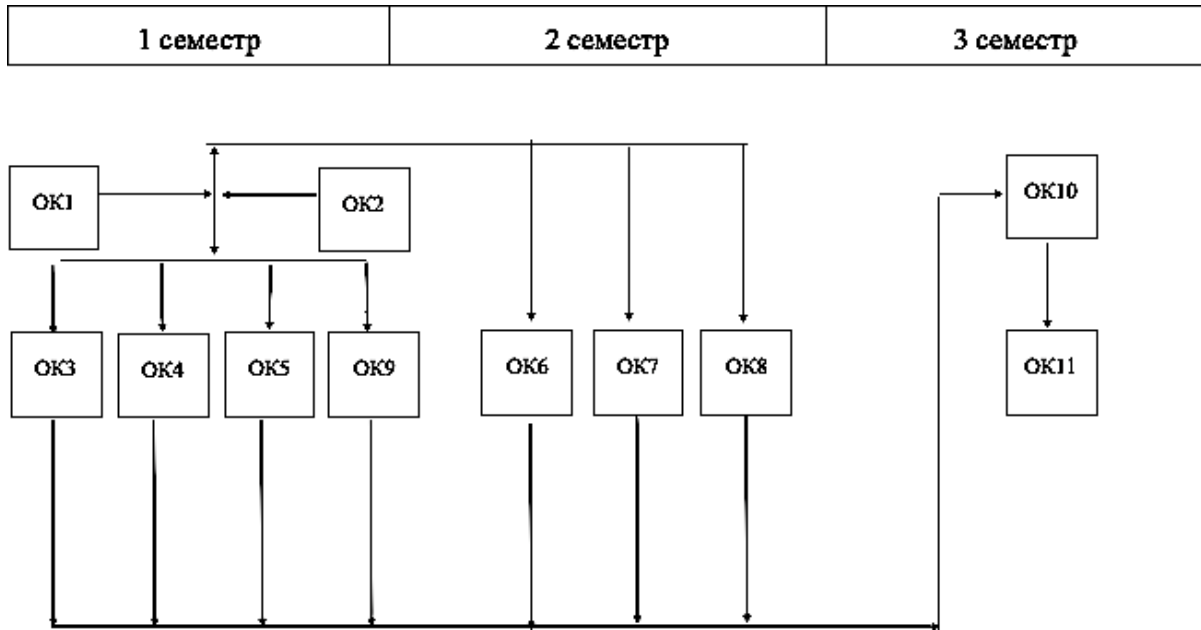 1 семестр
2 семестр
3 семестр
ОК1
ОК2
ОК10
ОК3
ОК4
ОК5
ОК9
ОК6
ОК7
ОК8
ОК11